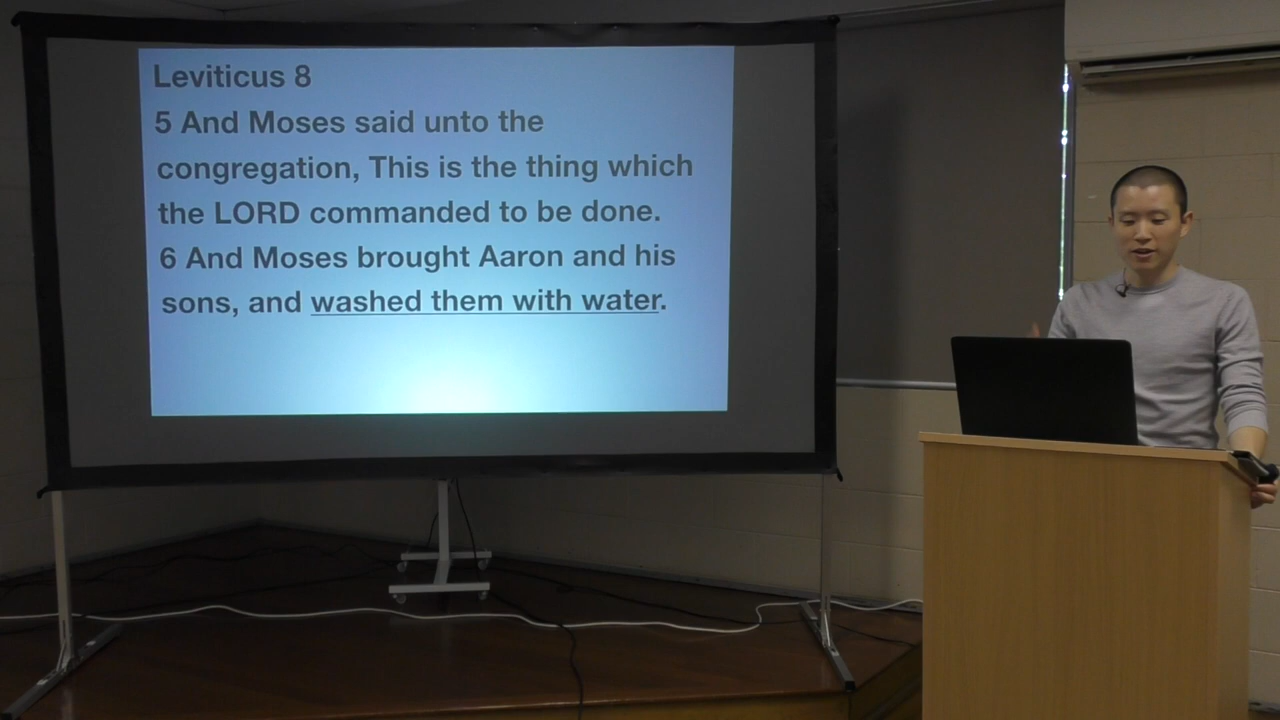 Leviticus 8
5 And Moses said unto the
congregation, This is the thing which
the LORD commanded to be done.
6 And Moses brought Aaron and his
sons, and washed them with water.